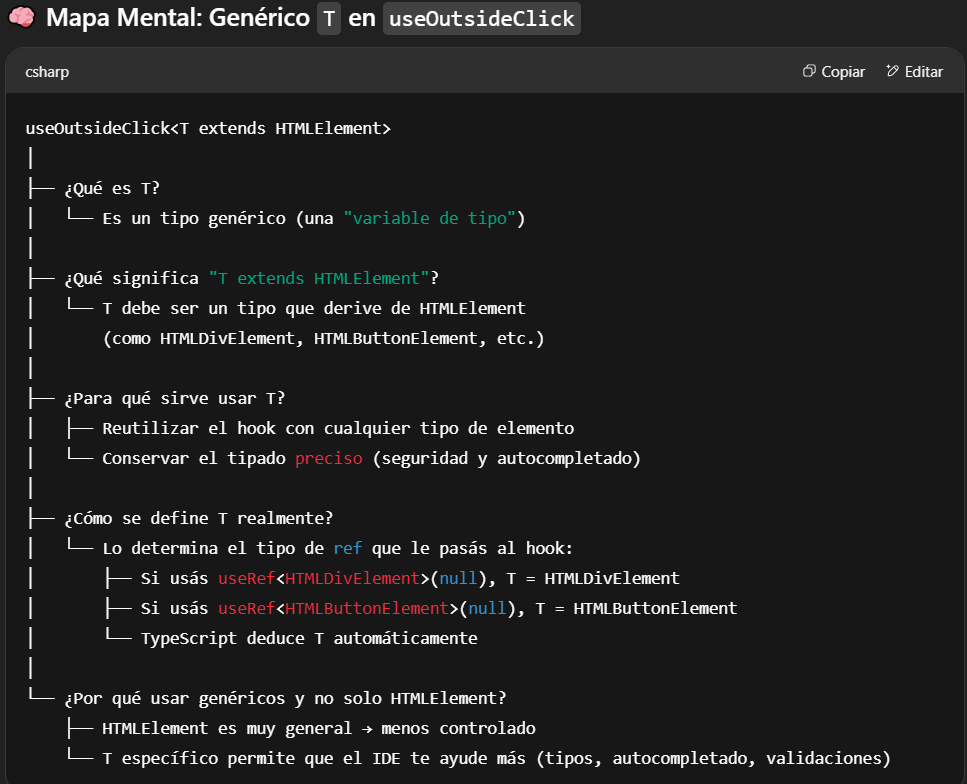 🧠 Mapa Mental: Genérico T en useOutsideClick
csharp
Copiar
Editar
useOutsideClick<T extends HTMLElement>
│
├── ¿Qué es T?
│   └── Es un tipo genérico (una "variable de tipo")
│
├── ¿Qué significa "T extends HTMLElement"?
│   └── T debe ser un tipo que derive de HTMLElement
│       (como HTMLDivElement, HTMLButtonElement, etc.)
│
├── ¿Para qué sirve usar T?
│   ├── Reutilizar el hook con cualquier tipo de elemento
│   └── Conservar el tipado preciso (seguridad y autocompletado)
│
├── ¿Cómo se define T realmente?
│   └── Lo determina el tipo de ref que le pasás al hook:
│       ├── Si usás useRef<HTMLDivElement>(null), T = HTMLDivElement
│       ├── Si usás useRef<HTMLButtonElement>(null), T = HTMLButtonElement
│       └── TypeScript deduce T automáticamente
│
└── ¿Por qué usar genéricos y no solo HTMLElement?
    ├── HTMLElement es muy general → menos controlado
    └── T específico permite que el IDE te ayude más (tipos, autocompletado, validaciones)